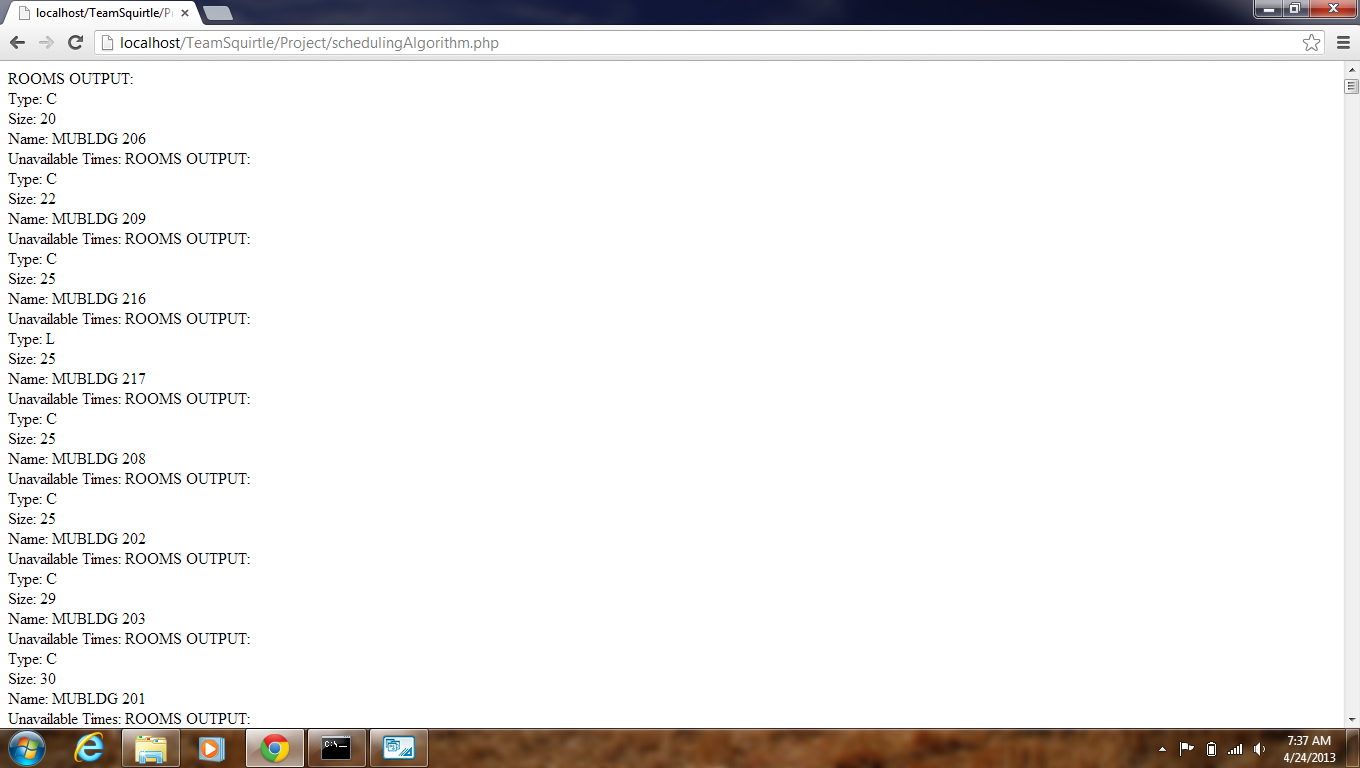 localhost/TeamSquirtle/P
localhost/TeamSquirtle/Project/schedulingAlgorithm.php
ROOMS OUTPUT:
Type: C
Size: 20
Name: MUBLDG 206
Unavailable Times: ROOMS OUTPUT:
Type: C
Size: 22
Name: MUBLDG 209
Unavailable Times: ROOMS OUTPUT:
Type: C
Size: 25
Name: MUBLDG 216
Unavailable Times: ROOMS OUTPUT:
Type: L
Size: 25
Name: MUBLDG 217
Unavailable Times: ROOMS OUTPUT:
Type: C
Size: 25
Name: MUBLDG 208
Unavailable Times: ROOMS OUTPUT:
Type: C
Size: 25
Name: MUBLDG 202
Unavailable Times: ROOMS OUTPUT:
Type: C
Size: 29
Name: MUBLDG 203
Unavailable Times: ROOMS OUTPUT:
Type: C
Size: 30
Name: MUBLDG 201
Unavailable Times: ROOMS OUTPUT:
C:\_
7:37 AM
4/24/2013